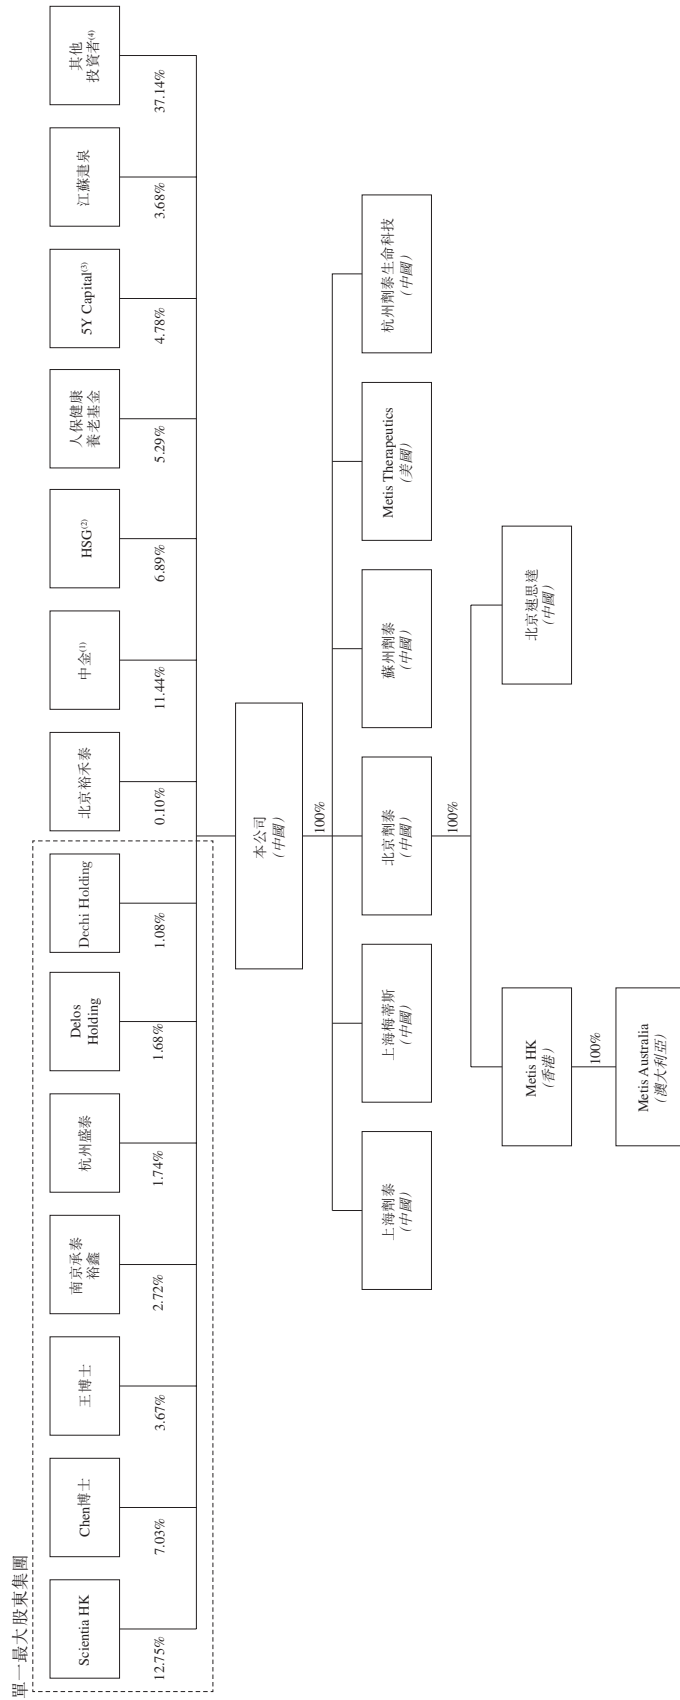 單一最大股東集團
Scientia HK
Chen博士
王博士
南京承泰
裕鑫
杭州盛泰
Delos
Holding
Dechi Holding
北京裕禾泰
中金(1)
HSG(2)
人保健康
養老基金
5Y Capital(3)
江蘇疌泉
其他
投資者(4)
12.75%
7.03%
3.67%
2.72%
1.74%
1.68%
1.08%
0.10%
11.44%
6.89%
5.29%
4.78%
3.68%
37.14%
本公司
(中國)
100%
上海劑泰
(中國)
上海梅蒂斯
(中國)
北京劑泰
(中國)
蘇州劑泰
(中國)
Metis Therapeutics
(美國)
杭州劑泰生命科技
(中國)
100%
Metis HK
(香港)
北京速思達
(中國)
100%
Metis Australia
(澳大利亞)